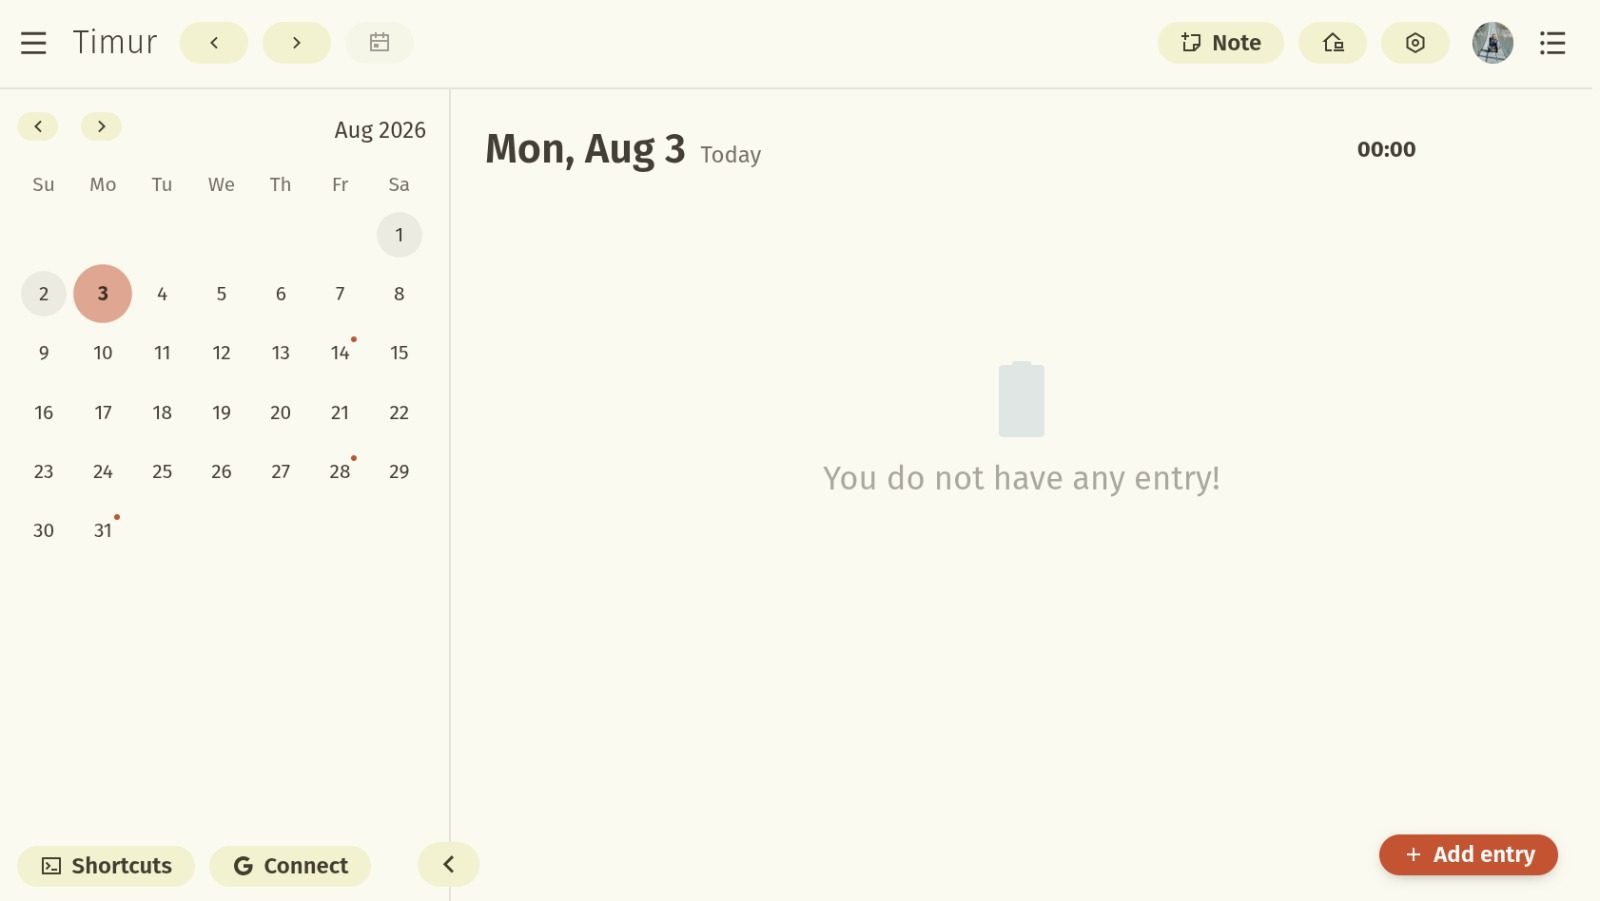 Timur
Note
Aug 2026
Su Mo Tu We Th Fr Sa
1
2 3 4 5 6 7 8
9 10 11 12 13 14 15
16 17 18 19 20 21 22
23 24 25 26 27 28 29
30 31
Shortcuts
Connect
Mon, Aug 3 Today
00:00
You do not have any entry!
+ Add entry